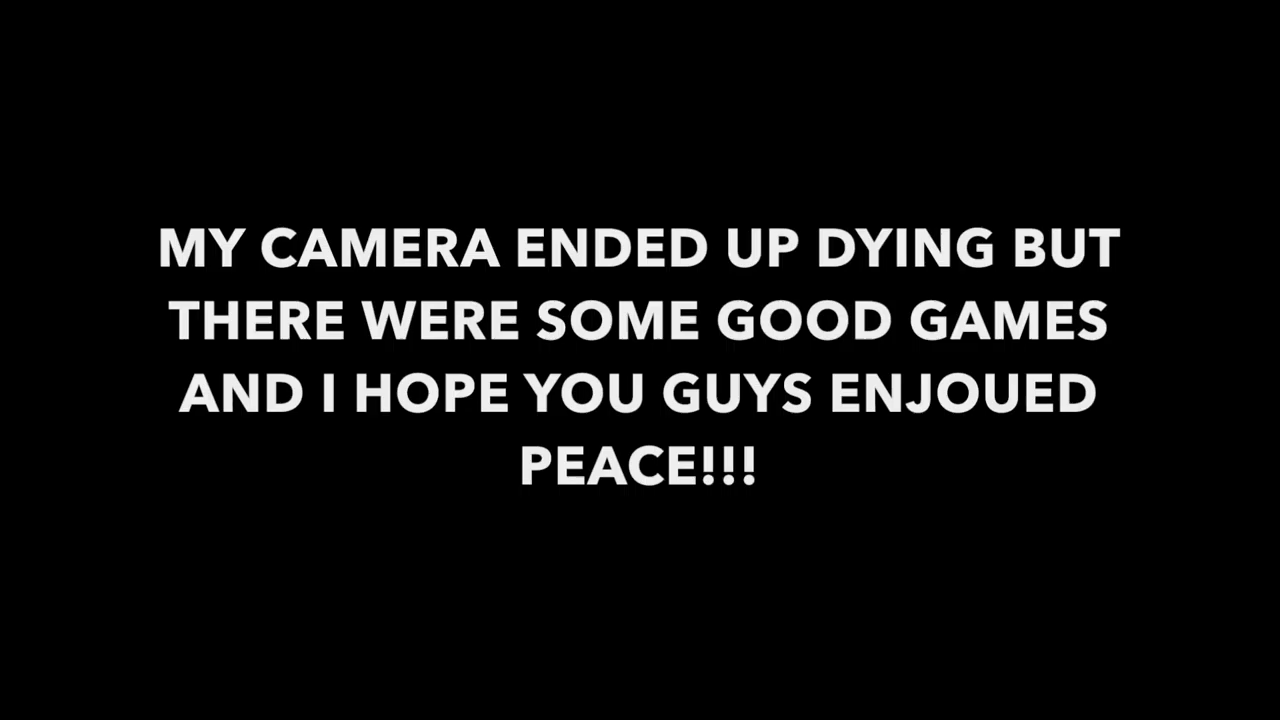 MY CAMERA ENDED UP DYING BUT
THERE WERE SOME GOOD GAMES
AND I HOPE YOU GUYS ENJOUED
PEACE!!!